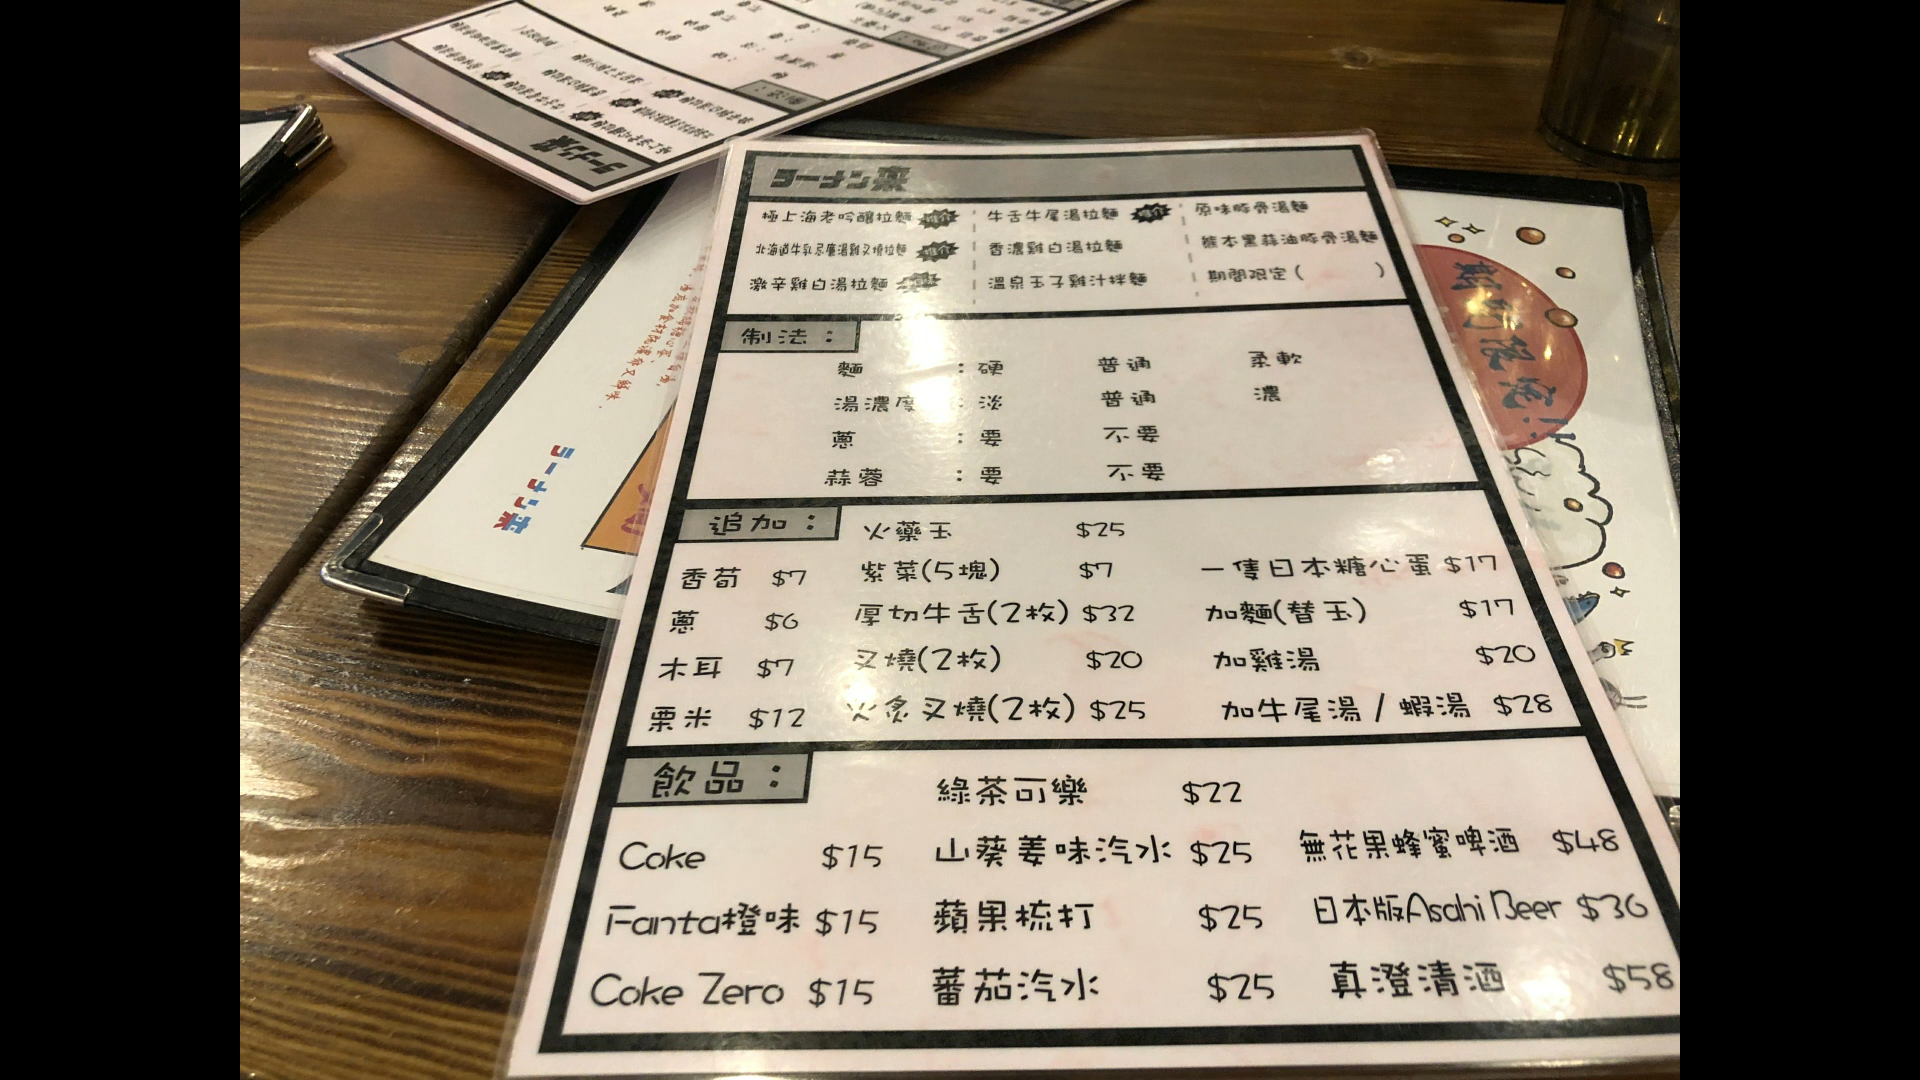 ラーメン来
極上海老吟釀拉麵 牛舌牛尾湯拉麵 原味豚骨湯麵
北海道牛乳忌廉湯雞叉燒拉麵 香濃雞白湯拉麵 熊本黑蒜油豚骨湯麵
激辛雞白湯拉麵 溫泉玉子雞汁拌麵 期間限定( )
制法：
麵 ：硬 普通 柔軟
湯濃度 ：淡 普通 濃
蔥 ：要 不要
蒜蓉 ：要 不要
追加： 火藥玉 $25
香荀 $7 紫菜(5塊) $7 一隻日本糖心蛋 $17
蔥 $6 厚切牛舌(2枚) $32 加麵(替玉) $17
木耳 $7 叉燒(2枚) $20 加雞湯 $20
粟米 $12 火炙叉燒(2枚) $25 加牛尾湯 / 蝦湯 $28
飲品： 綠茶可樂 $22
Coke $15 山葵姜味汽水 $25 無花果蜂蜜啤酒 $48
Fanta橙味 $15 蘋果梳打 $25 日本版Asahi Beer $36
Coke Zero $15 蕃茄汽水 $25 真澄清酒 $58
ラーメン来
期間限定!